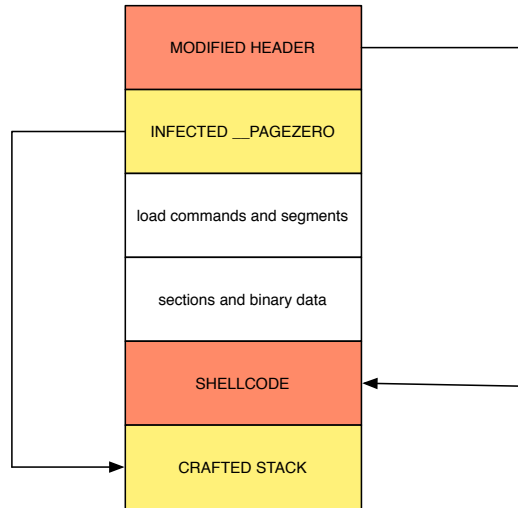 MODIFIED HEADER
INFECTED __PAGEZERO
load commands and segments
sections and binary data
SHELLCODE
CRAFTED STACK